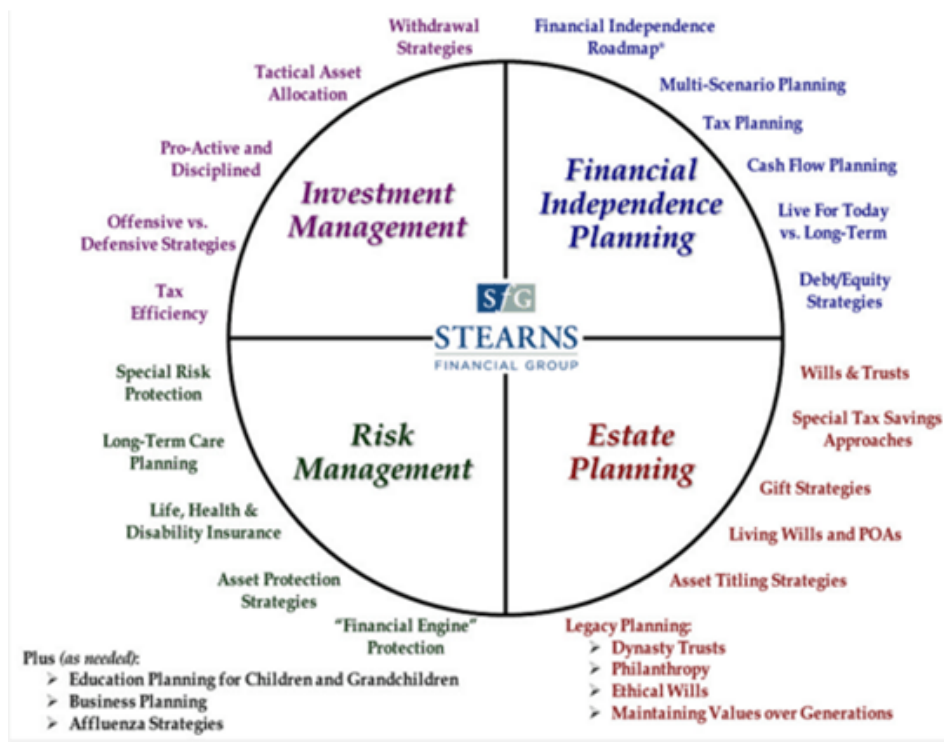 Withdrawal
Strategies
Tactical Asset
Allocation
Pro-Active and
Disciplined
Offensive vs.
Defensive Strategies
Tax
Efficiency
Investment
Management
Financial Independence
Roadmap®
Multi-Scenario Planning
Tax Planning
Cash Flow Planning
Live For Today
vs. Long-Term
Debt/Equity
Strategies
Financial
Independence
Planning
SfG
STEARNS
FINANCIAL GROUP
Special Risk
Protection
Long-Term Care
Planning
Life, Health &
Disability Insurance
Asset Protection
Strategies
"Financial Engine"
Protection
Risk
Management
Estate
Planning
Wills & Trusts
Special Tax Savings
Approaches
Gift Strategies
Living Wills and POAs
Asset Titling Strategies
Legacy Planning:
➢ Dynasty Trusts
➢ Philanthropy
➢ Ethical Wills
➢ Maintaining Values over Generations
Plus (as needed):
➢ Education Planning for Children and Grandchildren
➢ Business Planning
➢ Affluenza Strategies